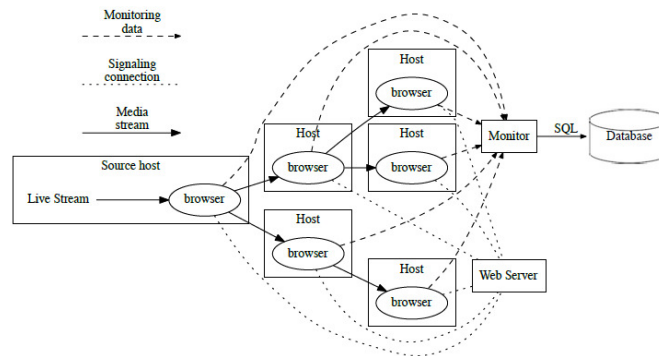 Monitoring
data
Signaling
connection
Media
stream
Source host
Live Stream
browser
Host
browser
Host
browser
Host
browser
Host
browser
Host
browser
Monitor
SQL
Database
Web Server